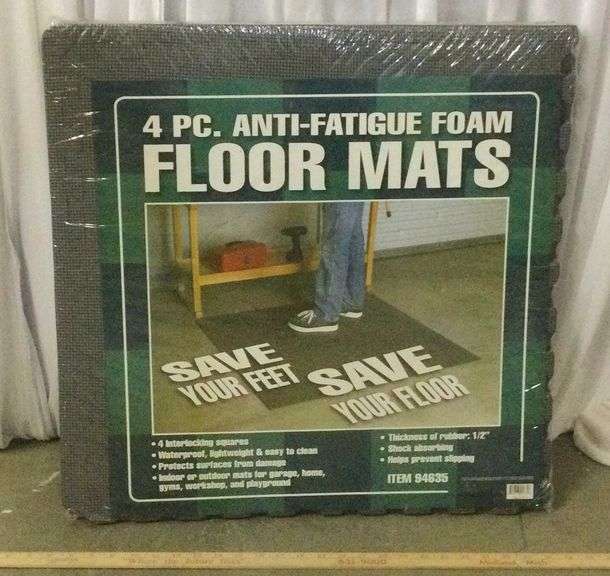 4 PC. ANTI-FATIGUE FOAM
FLOOR MATS
SAVE
YOUR FEET
SAVE
YOUR FLOOR
• 4 Interlocking squares
• Waterproof, lightweight & easy to clean
• Protects surfaces from damage
• Indoor or outdoor mats for garage, home,
gyms, workshop, and playground
• Thickness of rubber: 1/2"
• Shock absorbing
• Helps prevent slipping
ITEM 94635